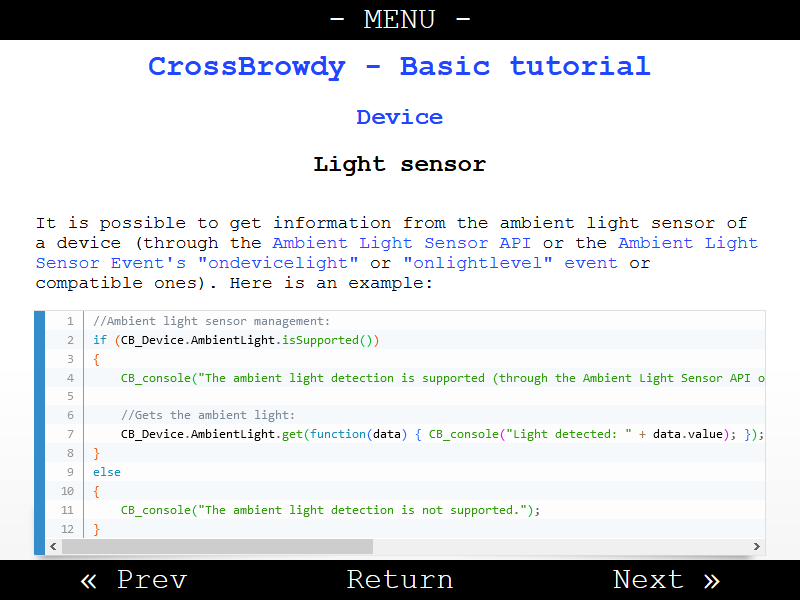 - MENU -
CrossBrowdy - Basic tutorial
Device
Light sensor
It is possible to get information from the ambient light sensor of
a device (through the Ambient Light Sensor API or the Ambient Light
Sensor Event's "ondevicelight" or "onlightlevel" event or
compatible ones). Here is an example:
1 //Ambient light sensor management:
2 if (CB_Device.AmbientLight.isSupported())
3 {
4 CB_console("The ambient light detection is supported (through the Ambient Light Sensor API o
5
6 //Gets the ambient light:
7 CB_Device.AmbientLight.get(function(data) { CB_console("Light detected: " + data.value); });
8 }
9 else
10 {
11 CB_console("The ambient light detection is not supported.");
12 }
« Prev Return Next »